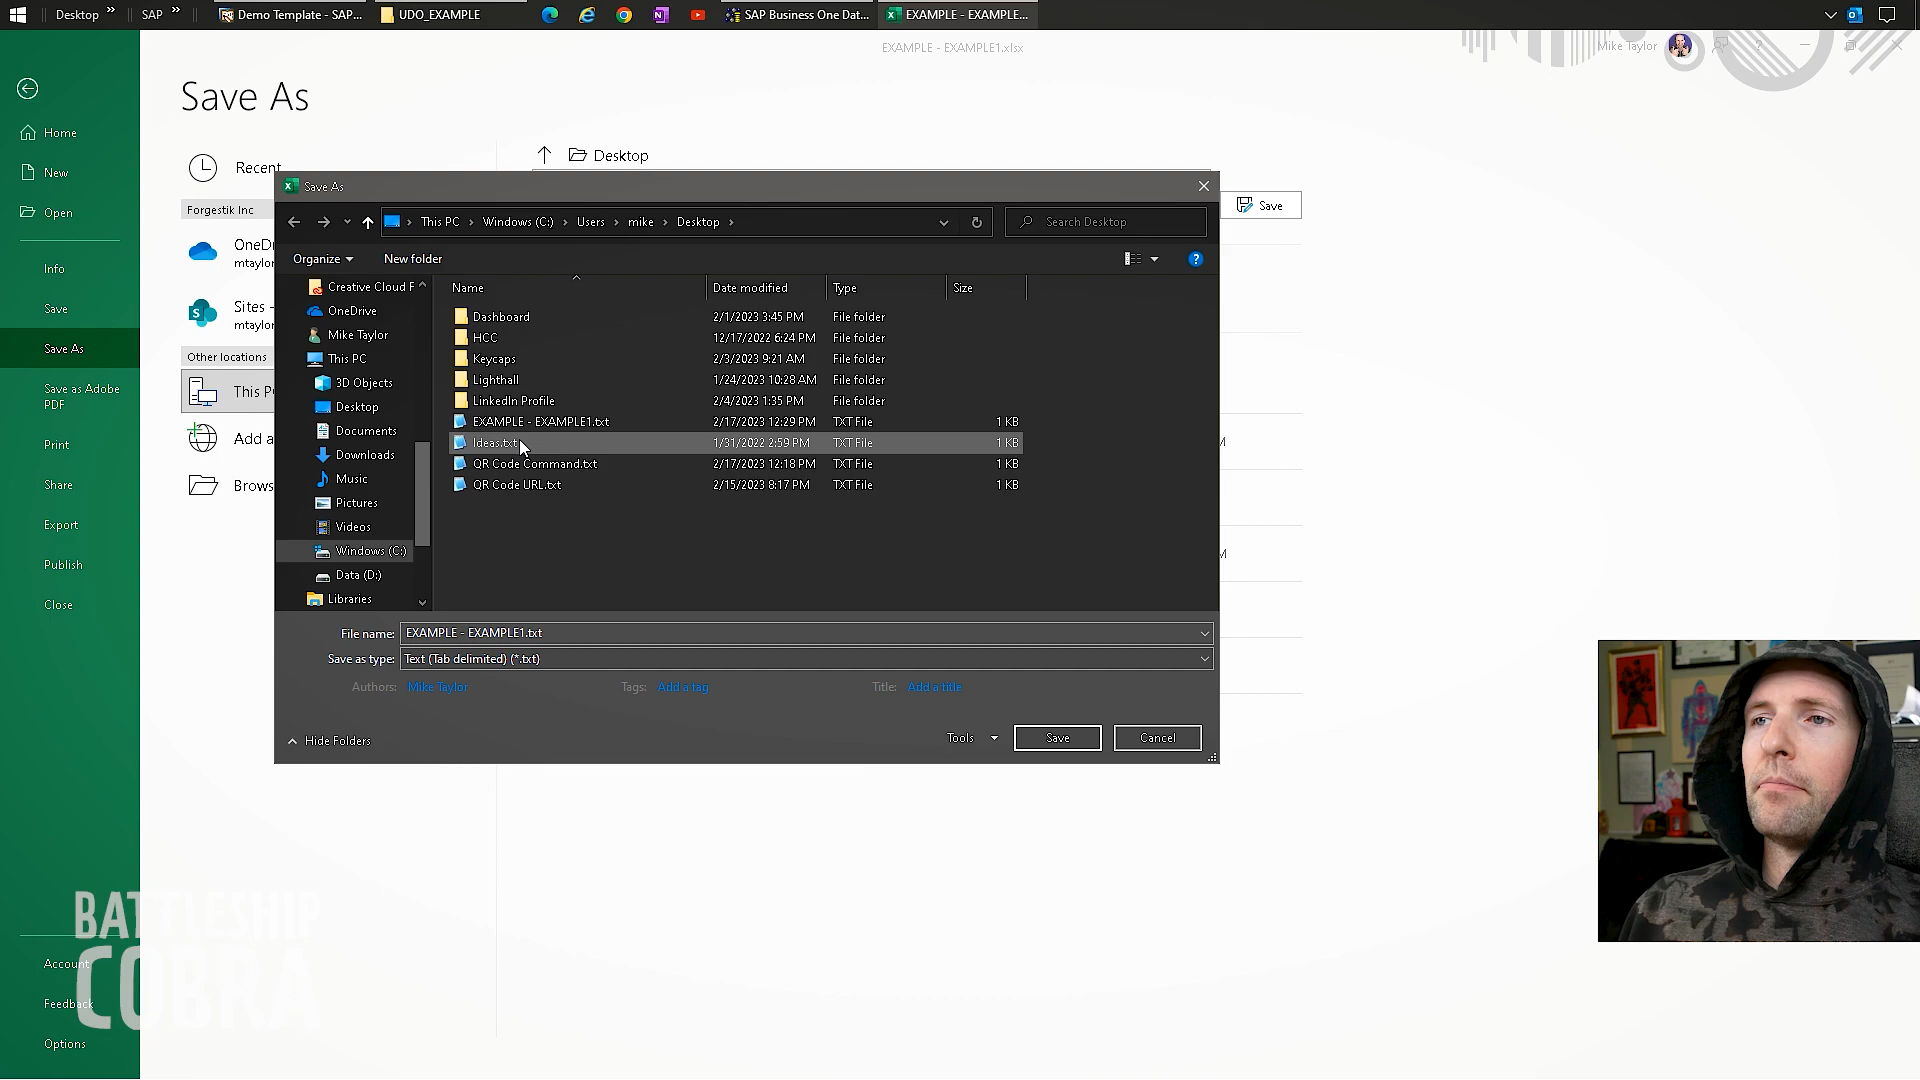 Desktop
SAP
Demo Template - SAP...
UDO_EXAMPLE
SAP Business One Dat...
EXAMPLE - EXAMPLE...
EXAMPLE - EXAMPLE1.xlsx
Mike Taylor
Save As
Home
New
Open
Info
Save
Save As
Save as Adobe
PDF
Print
Share
Export
Publish
Close
Account
Feedback
Options
Recent
Forgestik Inc
OneD
mtaylor
Sites -
mtaylor
Other locations
This P
Add a
Brows
Desktop
Save
Save As
This PC
Windows (C:)
Users
mike
Desktop
Search Desktop
Organize
New folder
Creative Cloud F
OneDrive
Mike Taylor
This PC
3D Objects
Desktop
Documents
Downloads
Music
Pictures
Videos
Windows (C:)
Data (D:)
Libraries
Name Date modified Type Size
Dashboard 2/1/2023 3:45 PM File folder
HCC 12/17/2022 6:24 PM File folder
Keycaps 2/3/2023 9:21 AM File folder
Lighthall 1/24/2023 10:28 AM File folder
LinkedIn Profile 2/4/2023 1:35 PM File folder
EXAMPLE - EXAMPLE1.txt 2/17/2023 12:29 PM TXT File 1 KB
Ideas.txt 1/31/2022 2:59 PM TXT File 1 KB
QR Code Command.txt 2/17/2023 12:18 PM TXT File 1 KB
QR Code URL.txt 2/15/2023 8:17 PM TXT File 1 KB
File name: EXAMPLE - EXAMPLE1.txt
Save as type: Text (Tab delimited) (*.txt)
Authors: Mike Taylor Tags: Add a tag Title: Add a title
Hide Folders
Tools
Save
Cancel
BATTLESHIP
COBRA